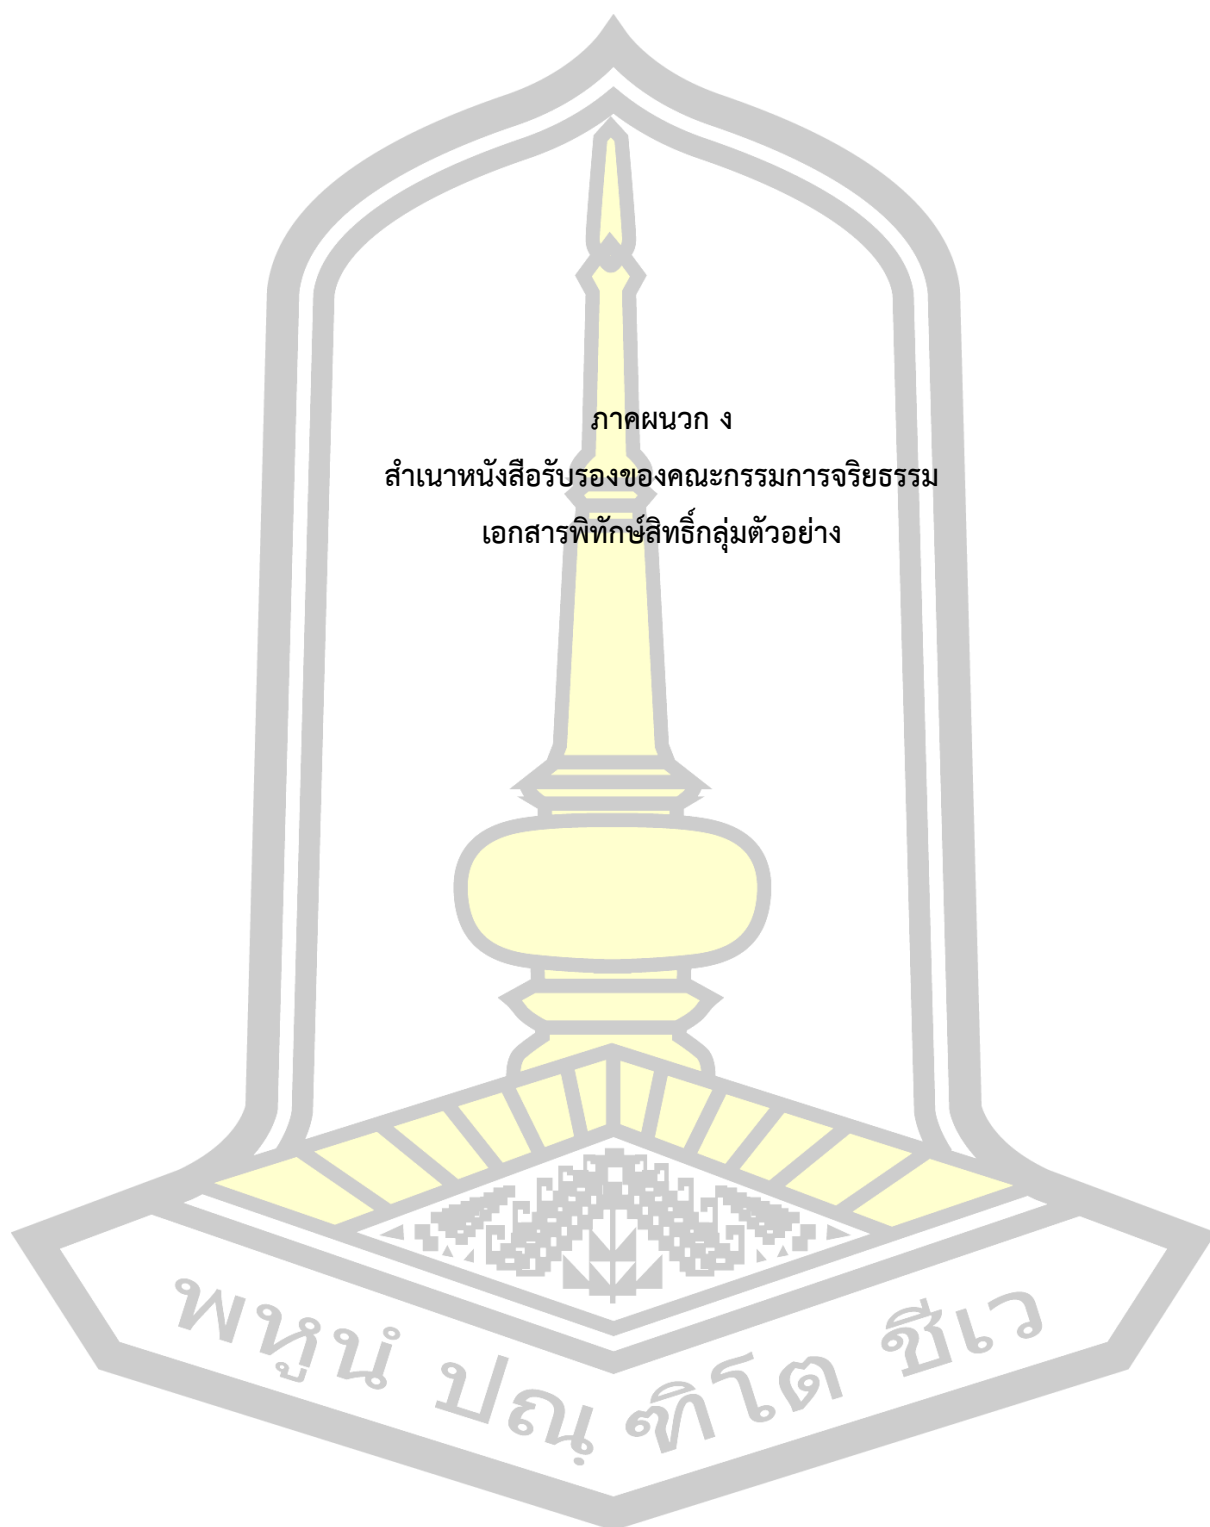 ภาคผนวก ง
สำเนาหนังสือรับรองของคณะกรรมการจริยธรรม
เอกสารพิทักษ์สิทธิ์กลุ่มตัวอย่าง
พหูนํ ปณฺฑิโต ชีเว